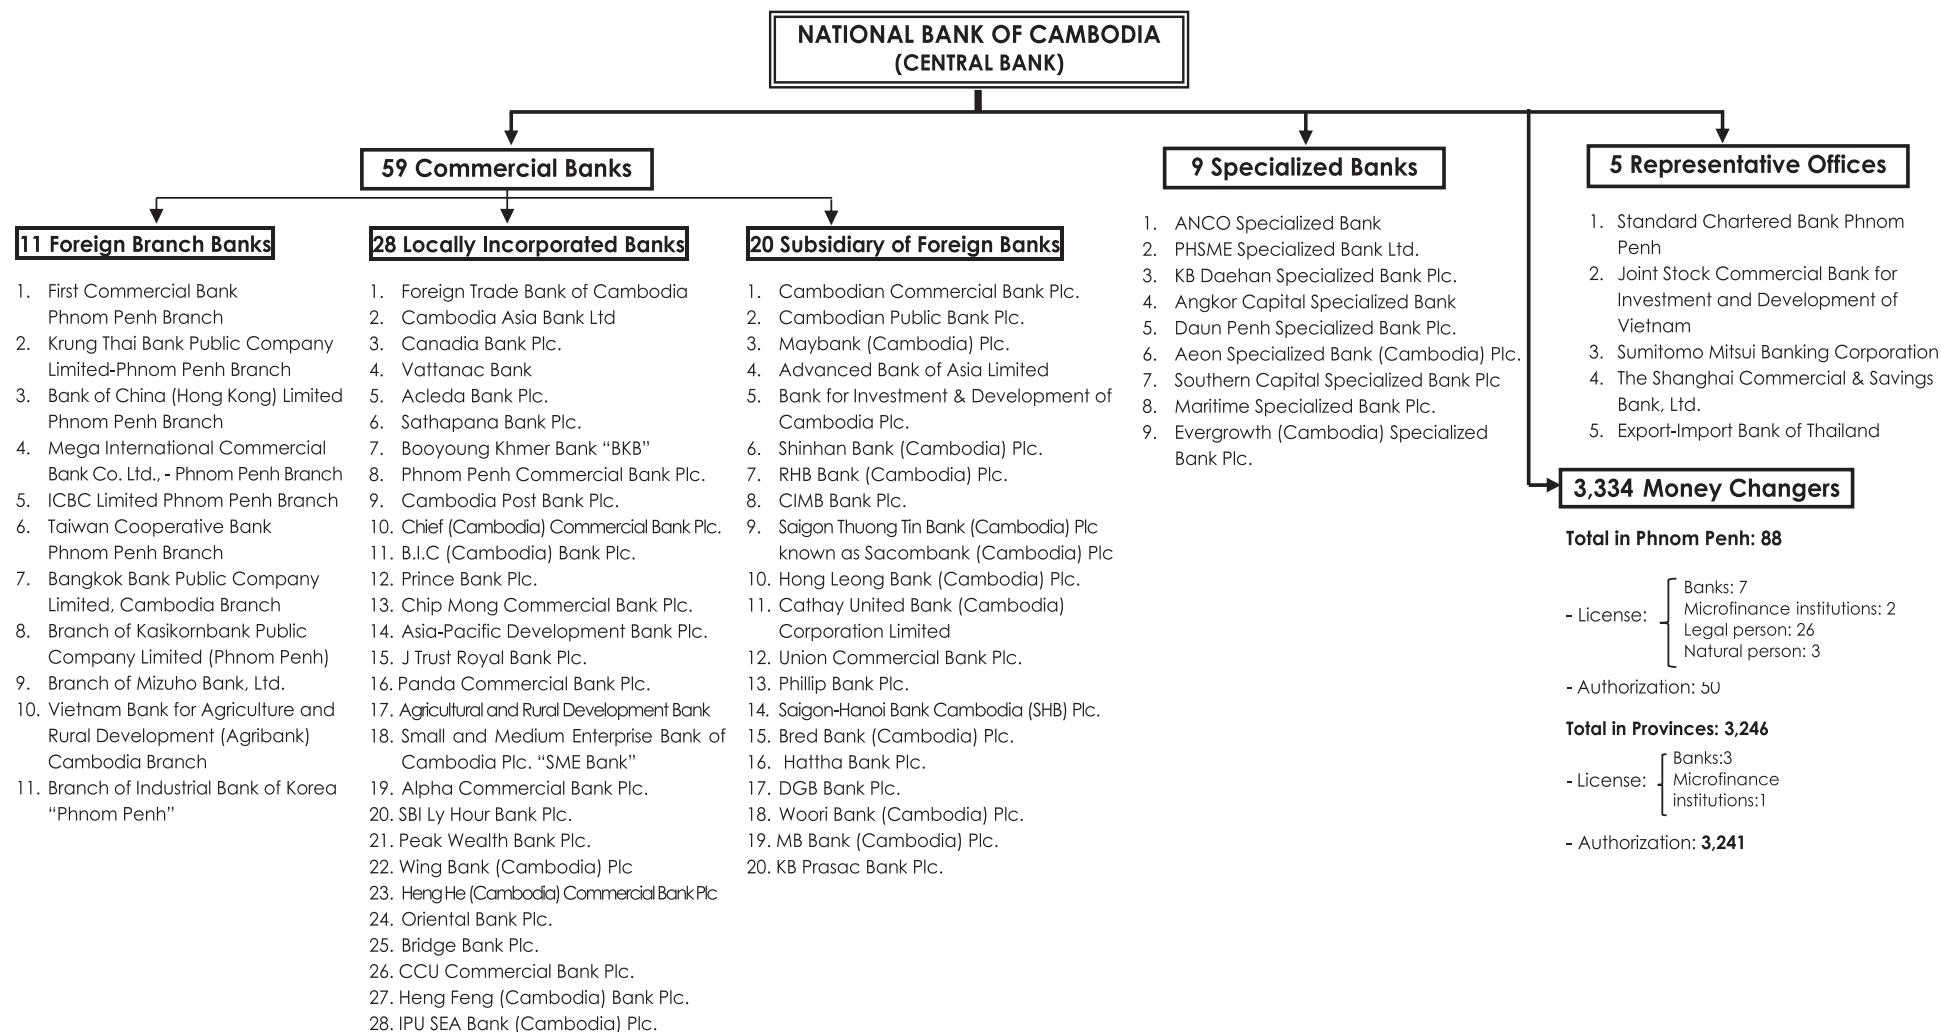 NATIONAL BANK OF CAMBODIA
(CENTRAL BANK)
59 Commercial Banks
11 Foreign Branch Banks
1. First Commercial Bank
Phnom Penh Branch
2. Krung Thai Bank Public Company
Limited-Phnom Penh Branch
3. Bank of China (Hong Kong) Limited
Phnom Penh Branch
4. Mega International Commercial
Bank Co. Ltd., - Phnom Penh Branch
5. ICBC Limited Phnom Penh Branch
6. Taiwan Cooperative Bank
Phnom Penh Branch
7. Bangkok Bank Public Company
Limited, Cambodia Branch
8. Branch of Kasikornbank Public
Company Limited (Phnom Penh)
9. Branch of Mizuho Bank, Ltd.
10. Vietnam Bank for Agriculture and
Rural Development (Agribank)
Cambodia Branch
11. Branch of Industrial Bank of Korea
“Phnom Penh”
28 Locally Incorporated Banks
1. Foreign Trade Bank of Cambodia
2. Cambodia Asia Bank Ltd
3. Canadia Bank Plc.
4. Vattanac Bank
5. Acleda Bank Plc.
6. Sathapana Bank Plc.
7. Booyoung Khmer Bank “BKB”
8. Phnom Penh Commercial Bank Plc.
9. Cambodia Post Bank Plc.
10. Chief (Cambodia) Commercial Bank Plc.
11. B.I.C (Cambodia) Bank Plc.
12. Prince Bank Plc.
13. Chip Mong Commercial Bank Plc.
14. Asia-Pacific Development Bank Plc.
15. J Trust Royal Bank Plc.
16. Panda Commercial Bank Plc.
17. Agricultural and Rural Development Bank
18. Small and Medium Enterprise Bank of
Cambodia Plc. “SME Bank”
19. Alpha Commercial Bank Plc.
20. SBI Ly Hour Bank Plc.
21. Peak Wealth Bank Plc.
22. Wing Bank (Cambodia) Plc
23. Heng He (Cambodia) Commercial Bank Plc
24. Oriental Bank Plc.
25. Bridge Bank Plc.
26. CCU Commercial Bank Plc.
27. Heng Feng (Cambodia) Bank Plc.
28. IPU SEA Bank (Cambodia) Plc.
20 Subsidiary of Foreign Banks
1. Cambodian Commercial Bank Plc.
2. Cambodian Public Bank Plc.
3. Maybank (Cambodia) Plc.
4. Advanced Bank of Asia Limited
5. Bank for Investment & Development of
Cambodia Plc.
6. Shinhan Bank (Cambodia) Plc.
7. RHB Bank (Cambodia) Plc.
8. CIMB Bank Plc.
9. Saigon Thuong Tin Bank (Cambodia) Plc
known as Sacombank (Cambodia) Plc
10. Hong Leong Bank (Cambodia) Plc.
11. Cathay United Bank (Cambodia)
Corporation Limited
12. Union Commercial Bank Plc.
13. Phillip Bank Plc.
14. Saigon-Hanoi Bank Cambodia (SHB) Plc.
15. Bred Bank (Cambodia) Plc.
16. Hattha Bank Plc.
17. DGB Bank Plc.
18. Woori Bank (Cambodia) Plc.
19. MB Bank (Cambodia) Plc.
20. KB Prasac Bank Plc.
9 Specialized Banks
1. ANCO Specialized Bank
2. PHSME Specialized Bank Ltd.
3. KB Daehan Specialized Bank Plc.
4. Angkor Capital Specialized Bank
5. Daun Penh Specialized Bank Plc.
6. Aeon Specialized Bank (Cambodia) Plc.
7. Southern Capital Specialized Bank Plc
8. Maritime Specialized Bank Plc.
9. Evergrowth (Cambodia) Specialized
Bank Plc.
5 Representative Offices
1. Standard Chartered Bank Phnom
Penh
2. Joint Stock Commercial Bank for
Investment and Development of
Vietnam
3. Sumitomo Mitsui Banking Corporation
4. The Shanghai Commercial & Savings
Bank, Ltd.
5. Export-Import Bank of Thailand
3,334 Money Changers
Total in Phnom Penh: 88
- License:
Banks: 7
Microfinance institutions: 2
Legal person: 26
Natural person: 3
- Authorization: 50
Total in Provinces: 3,246
- License:
Banks:3
Microfinance
institutions:1
- Authorization: 3,241